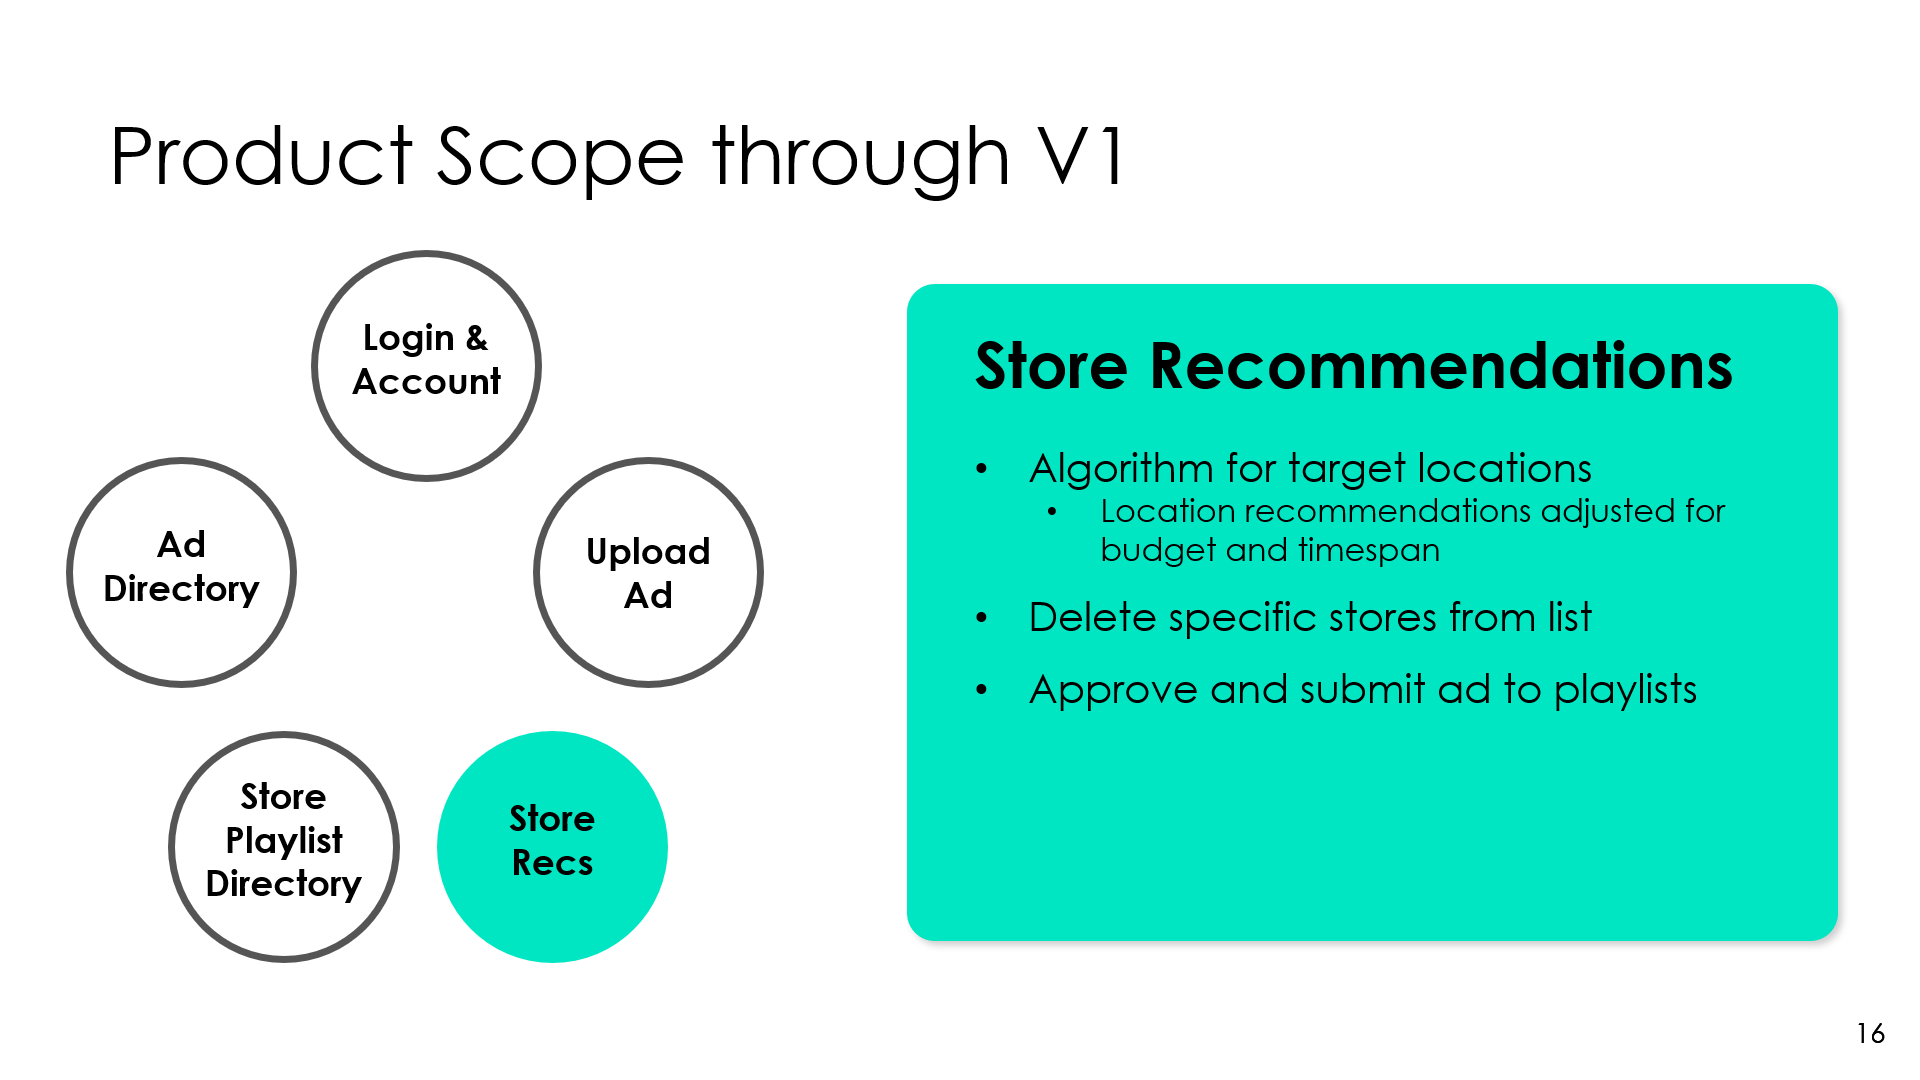 Product Scope through V1
Login &
Account
Ad
Directory
Upload
Ad
Store
Playlist
Directory
Store
Recs
Store Recommendations
• Algorithm for target locations
• Location recommendations adjusted for
budget and timespan
• Delete specific stores from list
• Approve and submit ad to playlists
16